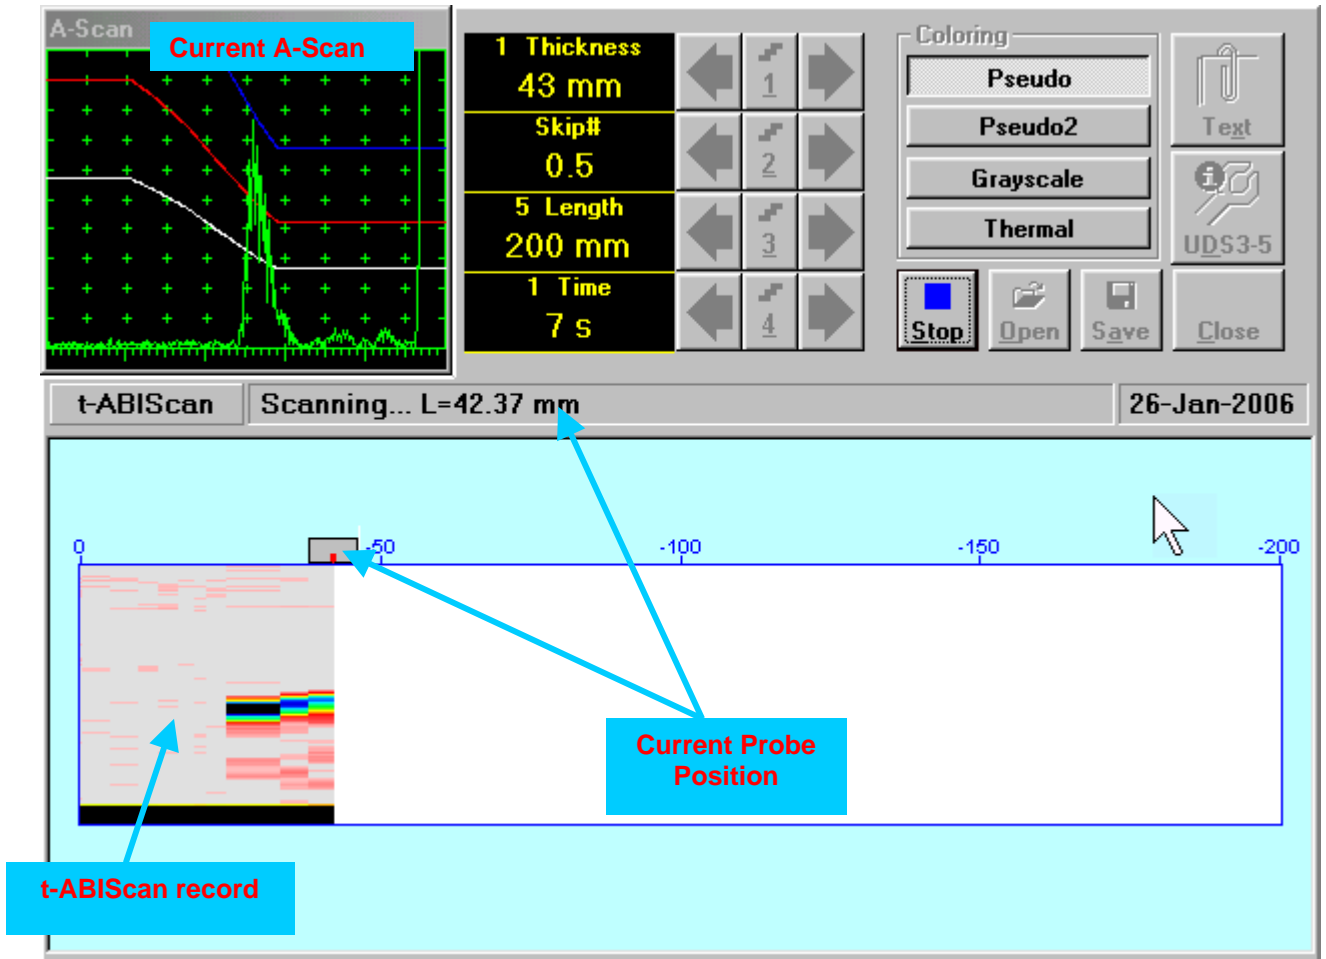 A-Scan
Current A-Scan
1 Thickness
43 mm
Skip#
0.5
5 Length
200 mm
1 Time
7 s
1
2
3
4
Coloring
Pseudo
Pseudo2
Grayscale
Thermal
Text
UDS3-5
Stop
Open
Save
Close
t-ABIScan
Scanning... L=42.37 mm
26-Jan-2006
0
-50
-100
-150
-200
Current Probe
Position
t-ABIScan record